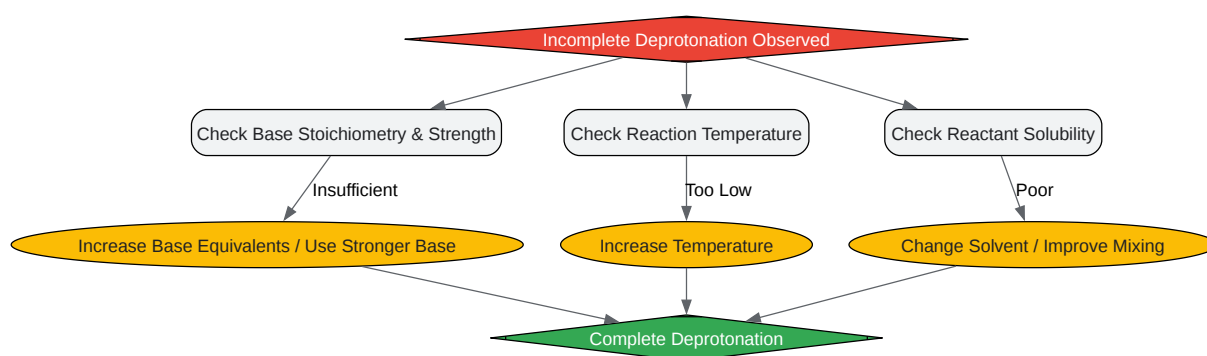 Incomplete Deprotonation Observed
Check Base Stoichiometry & Strength
Check Reaction Temperature
Check Reactant Solubility
Insufficient
Too Low
Poor
Increase Base Equivalents / Use Stronger Base
Increase Temperature
Change Solvent / Improve Mixing
Complete Deprotonation